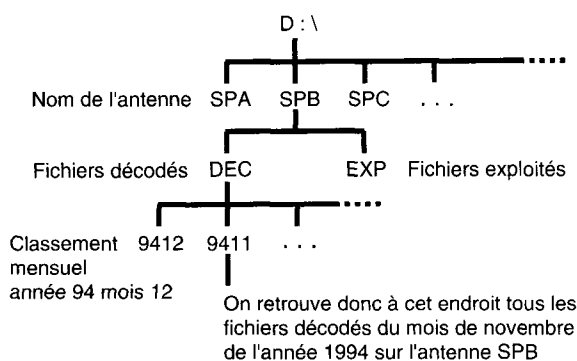 D : \
Nom de l'antenne SPA SPB SPC . . .
Fichiers décodés DEC EXP Fichiers exploités
Classement 9412 9411 . . .
mensuel
année 94 mois 12
On retrouve donc à cet endroit tous les
fichiers décodés du mois de novembre
de l'année 1994 sur l'antenne SPB